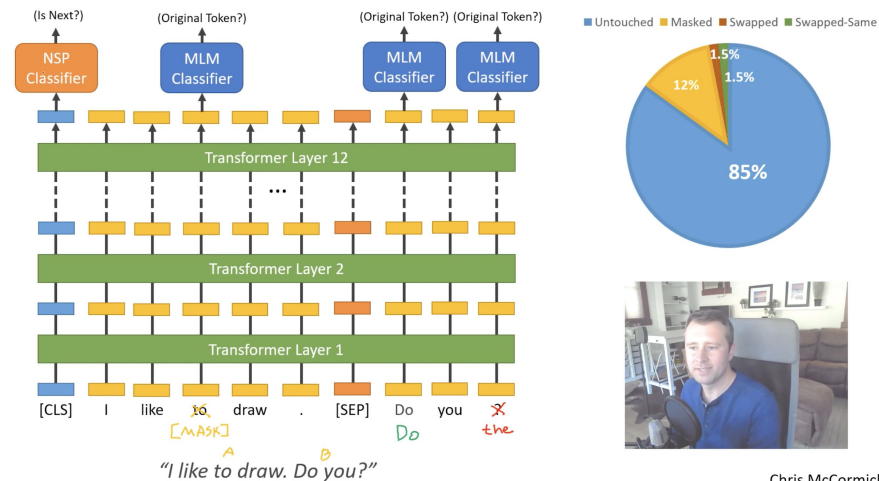 (Is Next?) (Original Token?) (Original Token?) (Original Token?)
NSP Classifier
MLM Classifier
MLM Classifier
MLM Classifier
Transformer Layer 12
...
Transformer Layer 2
Transformer Layer 1
[CLS] I like to draw . [SEP] Do you ?
[MASK] Do the
A B
"I like to draw. Do you?"
Untouched Masked Swapped Swapped-Same
1.5%
1.5%
12%
85%
Chris McCormick